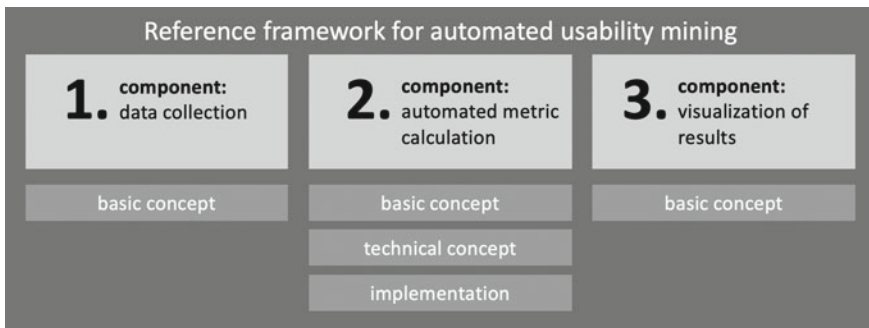 Reference framework for automated usability mining
1. component:
data collection
basic concept
2. component:
automated metric
calculation
basic concept
technical concept
implementation
3. component:
visualization of
results
basic concept